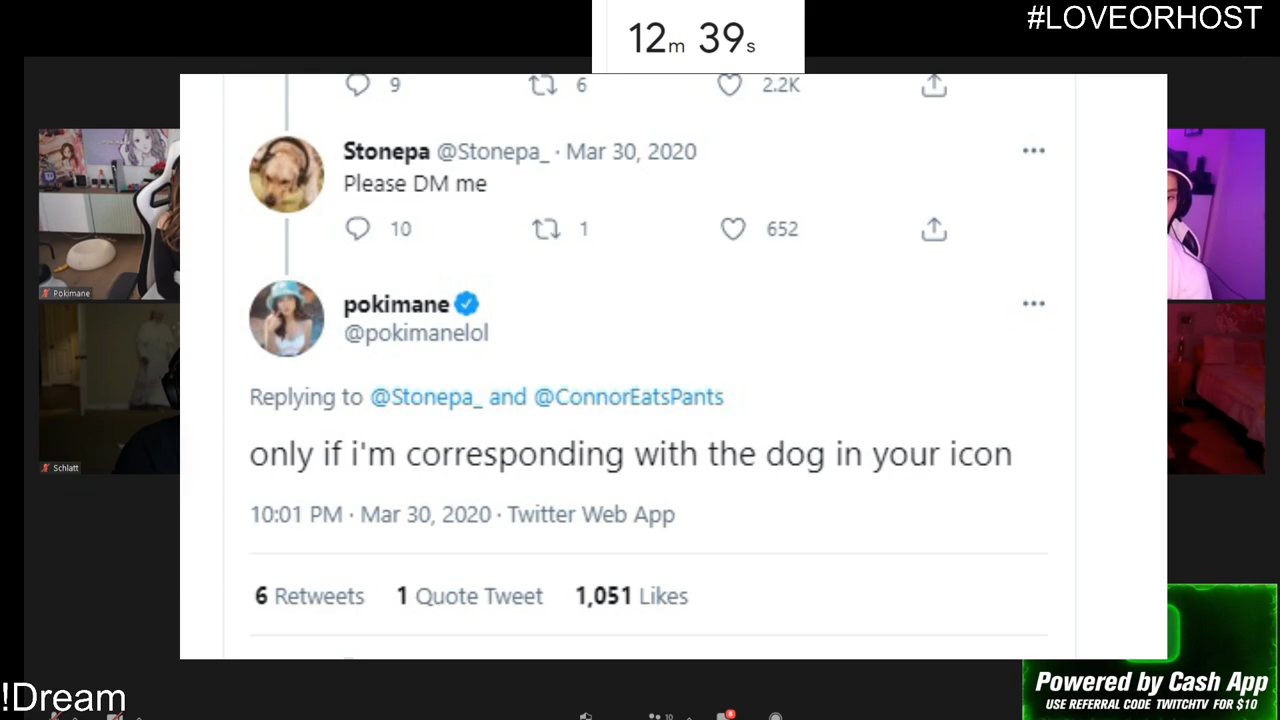 #LOVEORHOST
12m 39s
9 6 2.2K
Stonepa @Stonepa_ · Mar 30, 2020
Please DM me
10 1 652
Pokimane
pokimane
@pokimanelol
Replying to @Stonepa_ and @ConnorEatsPants
only if i'm corresponding with the dog in your icon
Schlatt
10:01 PM · Mar 30, 2020 · Twitter Web App
6 Retweets 1 Quote Tweet 1,051 Likes
!Dream
Powered by Cash App
USE REFERRAL CODE TWITCHTV FOR $10
10 8